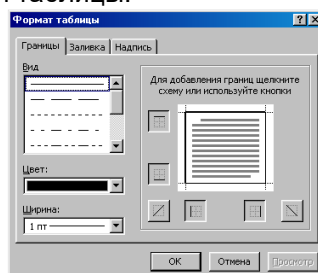 Формат таблицы
Границы Заливка Надпись
Вид
Для добавления границ щелкните
схему или используйте кнопки
Цвет:
Ширина:
1 пт
ОК Отмена Просмотр